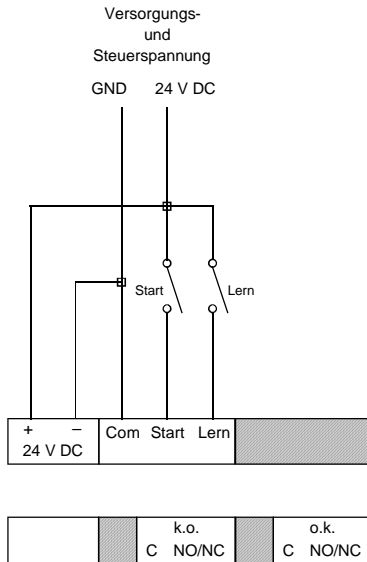 Versorgungs-
und
Steuerspannung
GND 24 V DC
Start Lern
+ – Com Start Lern
24 V DC
k.o. o.k.
C NO/NC C NO/NC